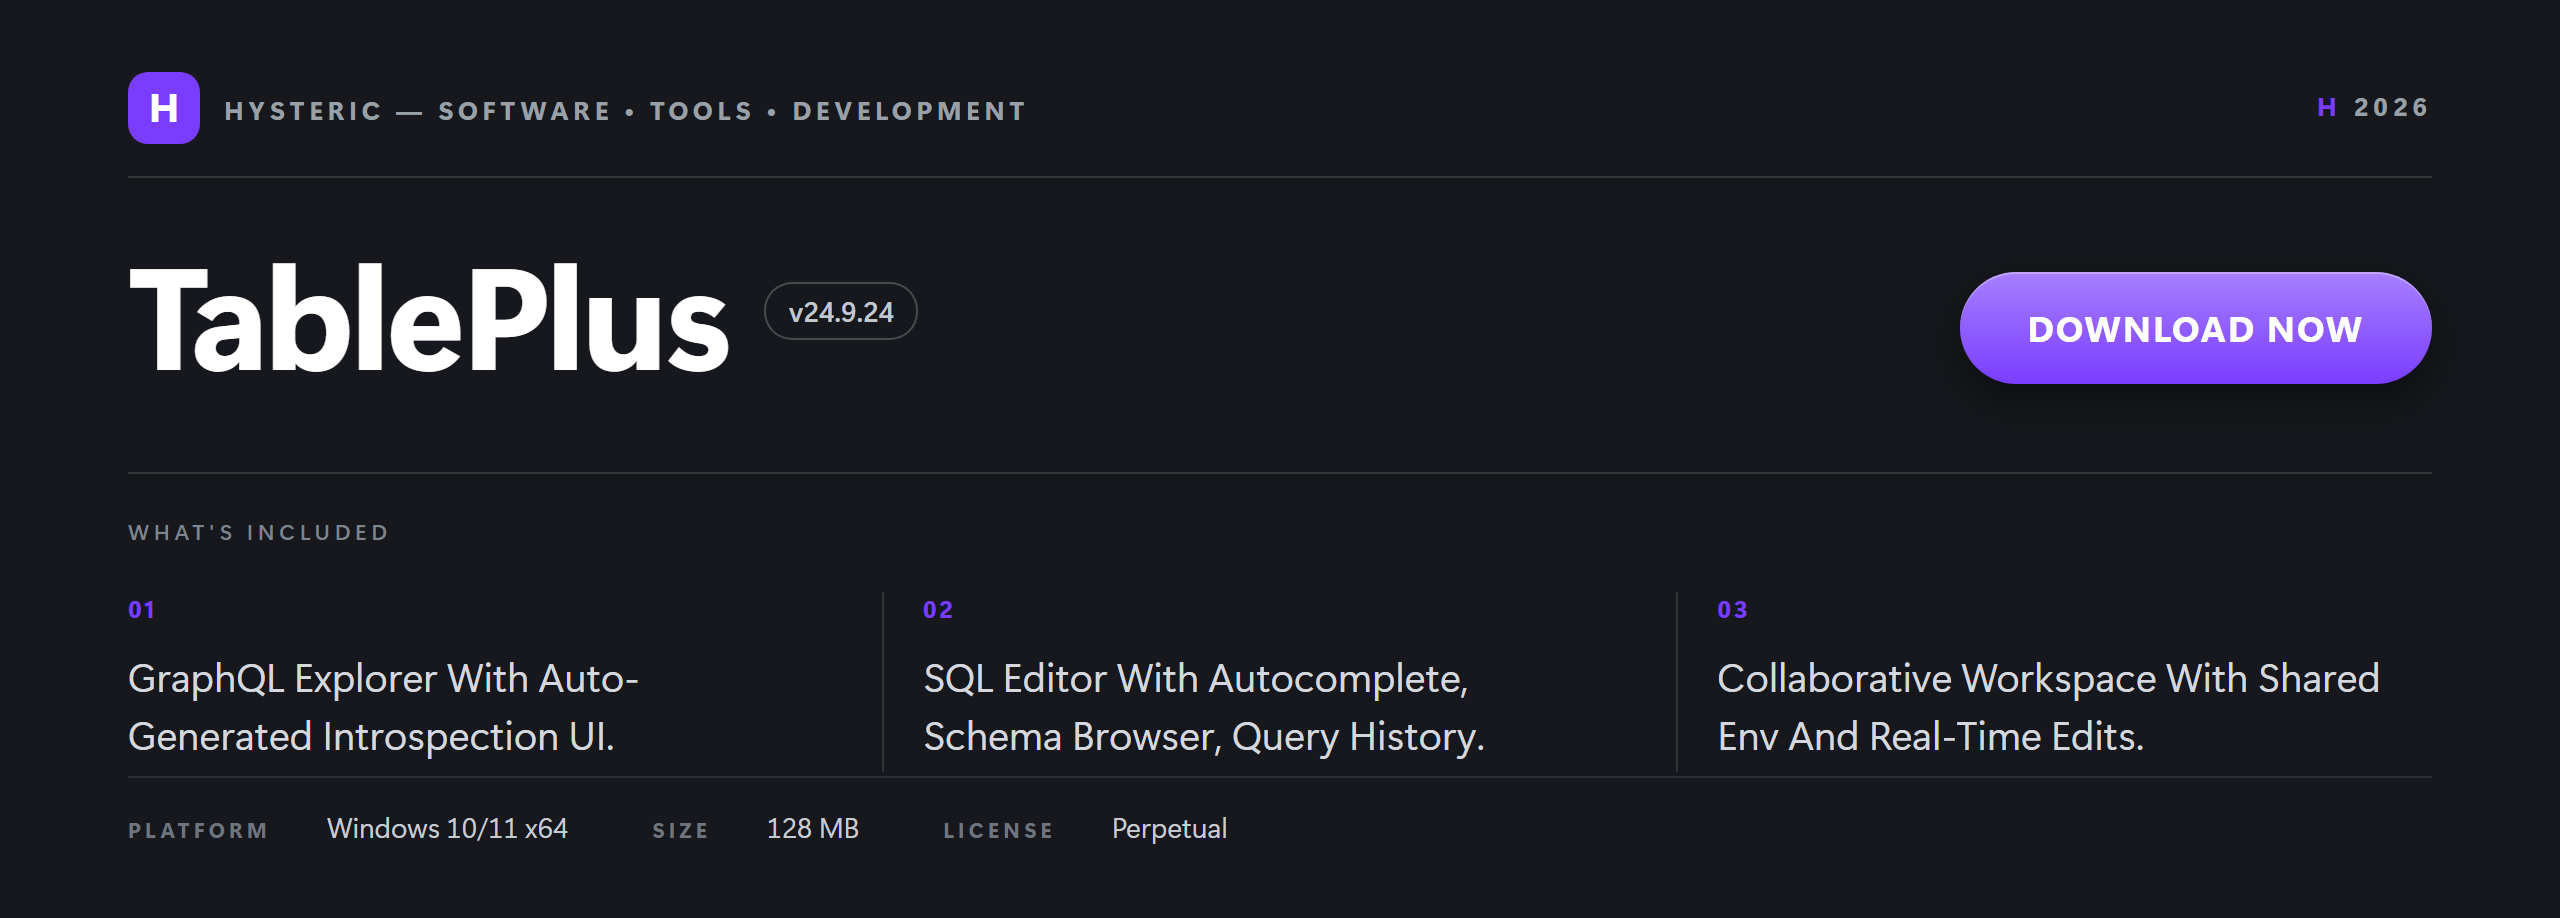 H
HYSTERIC — SOFTWARE • TOOLS • DEVELOPMENT
H 2026
TablePlus
v24.9.24
DOWNLOAD NOW
WHAT'S INCLUDED
01
GraphQL Explorer With Auto-
Generated Introspection UI.
02
SQL Editor With Autocomplete,
Schema Browser, Query History.
03
Collaborative Workspace With Shared
Env And Real-Time Edits.
PLATFORM Windows 10/11 x64 SIZE 128 MB LICENSE Perpetual